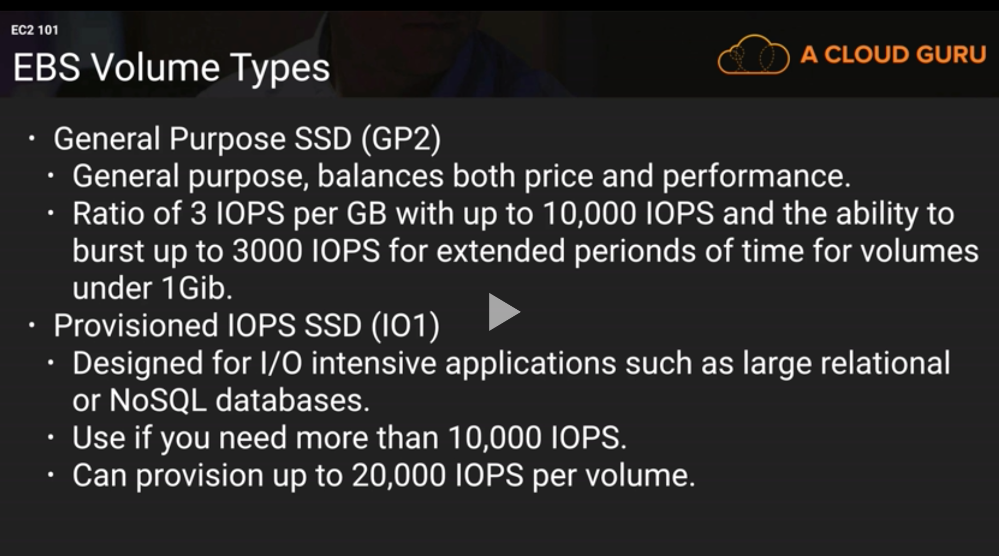 EC2 101
EBS Volume Types
A CLOUD GURU
• General Purpose SSD (GP2)
• General purpose, balances both price and performance.
• Ratio of 3 IOPS per GB with up to 10,000 IOPS and the ability to
burst up to 3000 IOPS for extended perionds of time for volumes
under 1Gib.
• Provisioned IOPS SSD (IO1)
• Designed for I/O intensive applications such as large relational
or NoSQL databases.
• Use if you need more than 10,000 IOPS.
• Can provision up to 20,000 IOPS per volume.